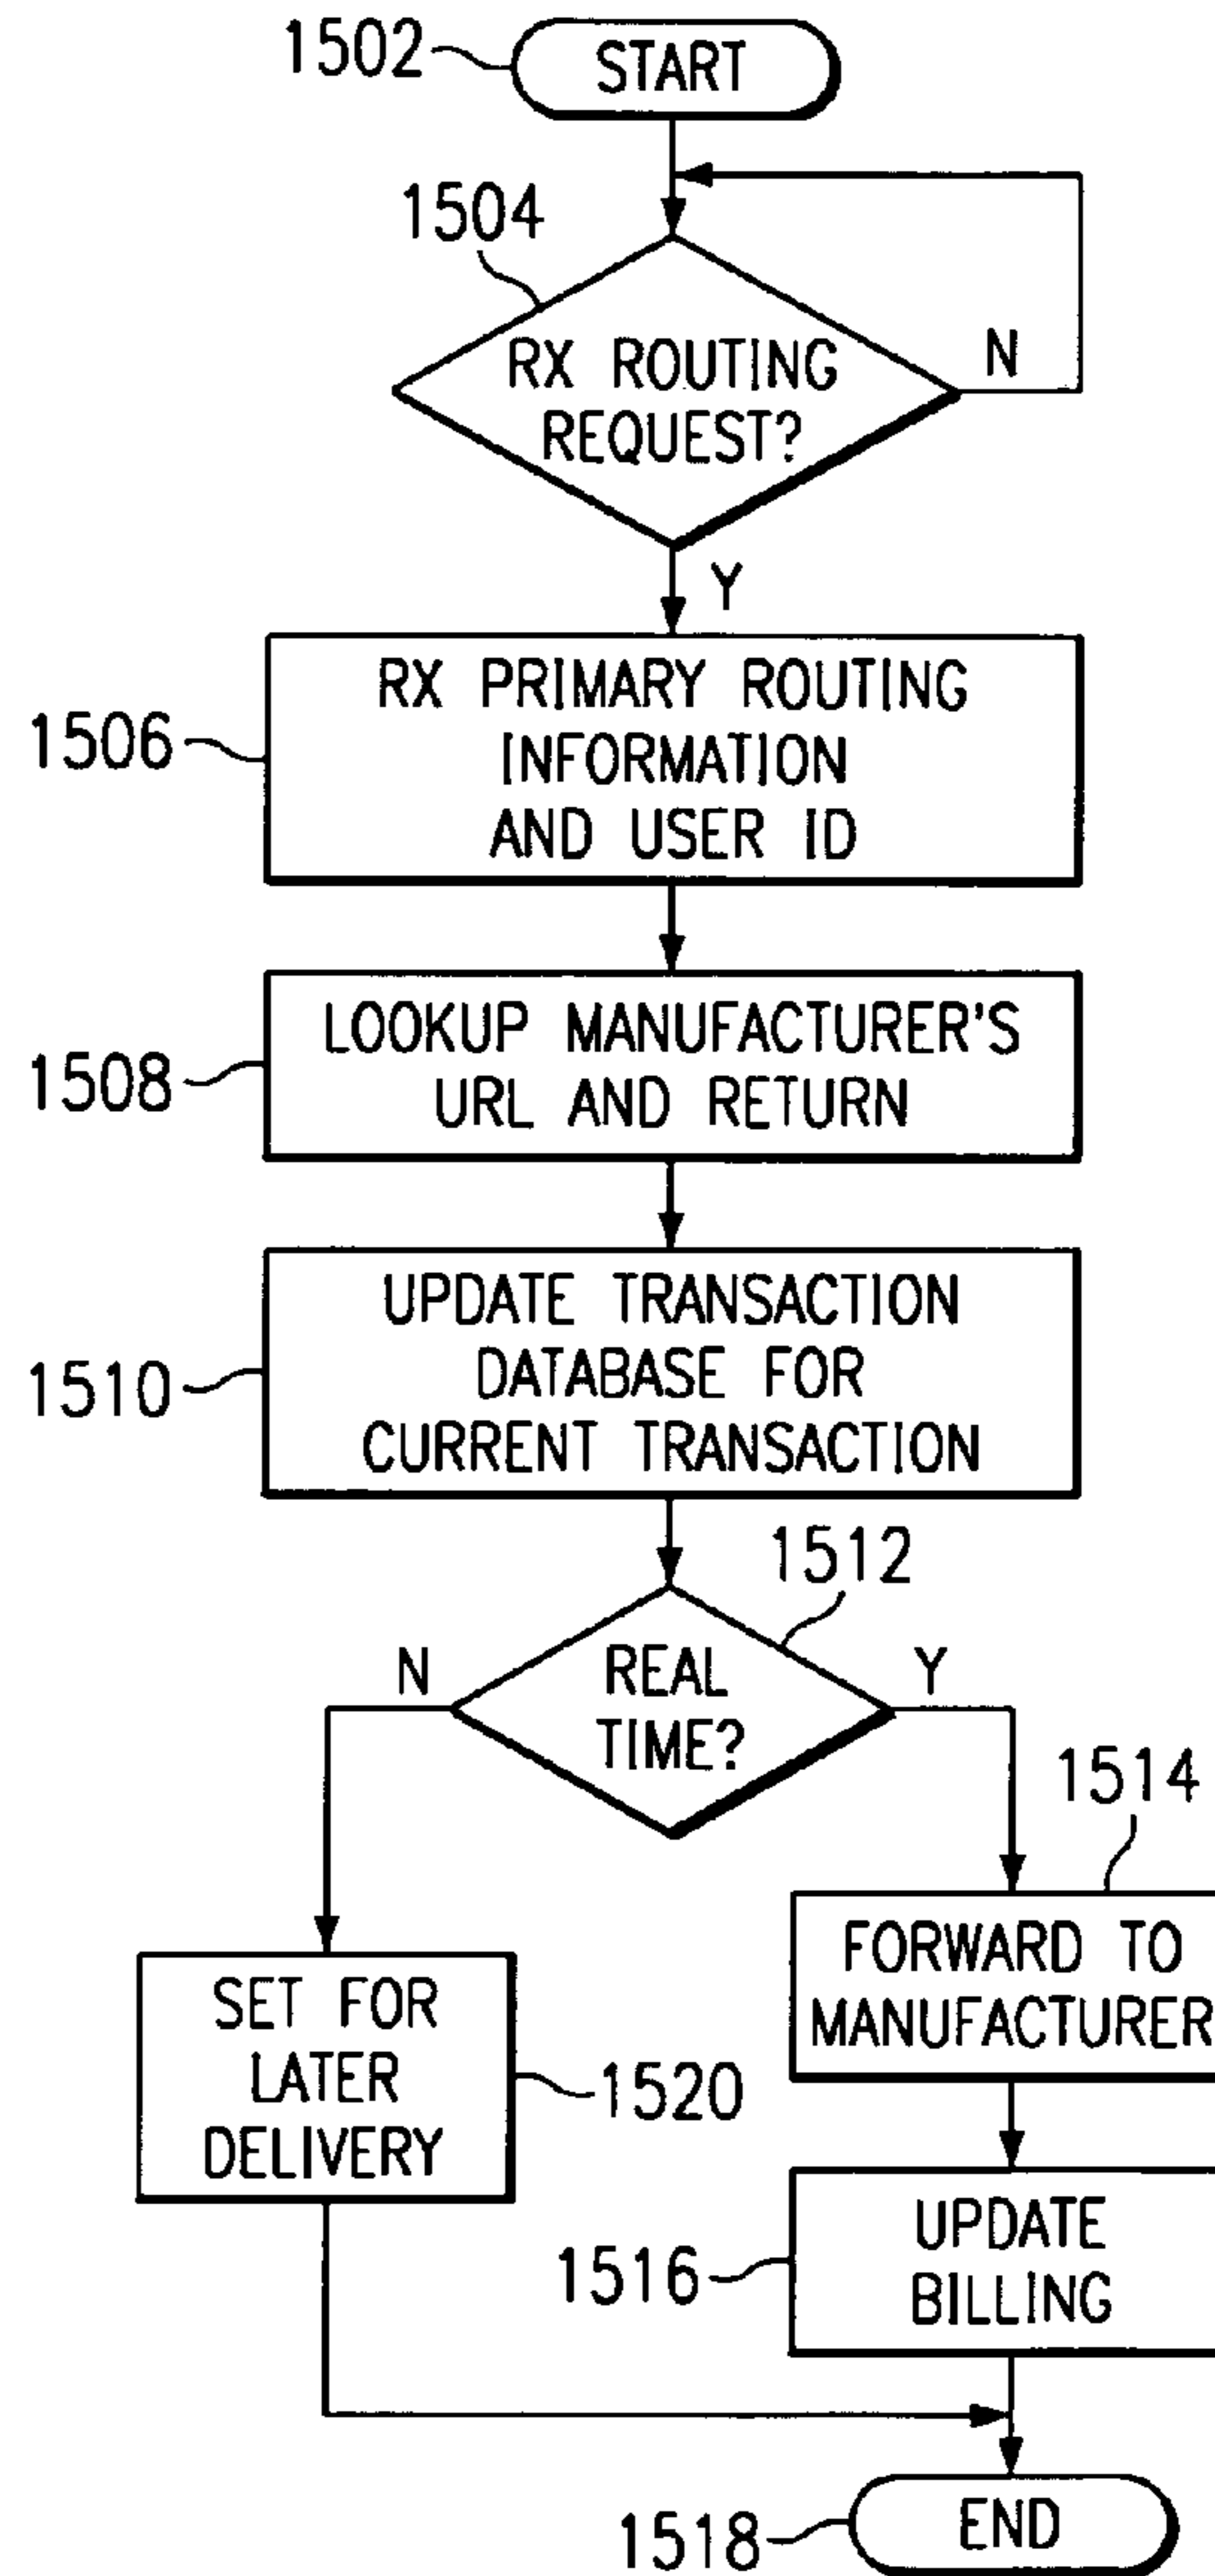 1502
START
1504
RX ROUTING
REQUEST?
N
Y
RX PRIMARY ROUTING
INFORMATION
AND USER ID
1506
LOOKUP MANUFACTURER'S
URL AND RETURN
1508
UPDATE TRANSACTION
DATABASE FOR
CURRENT TRANSACTION
1510
1512
N
REAL
TIME?
Y
1514
FORWARD TO
MANUFACTURER
SET FOR
LATER
DELIVERY
1520
UPDATE
BILLING
1516
END
1518